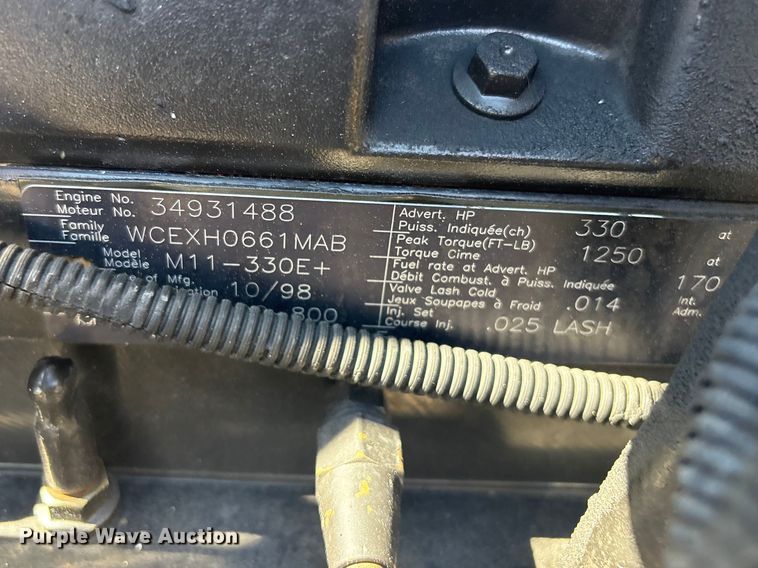 Engine No.
Moteur No. 34931488
Family
Famille WCEXH0661MAB
Model
Modèle M11-330E+
of Mfg.
10/98
800
Advert. HP
Puiss. Indiquée(ch) 330 at
Peak Torque(FT-LB)
Torque Cime 1250 at
Fuel rate at Advert. HP
Débit Combust. à Puiss. Indiquée 170
Valve Lash Cold Int.
Jeux Soupapes à Froid .014 Adm.
Inj. Set
Course Inj. .025 LASH
Purple Wave Auction